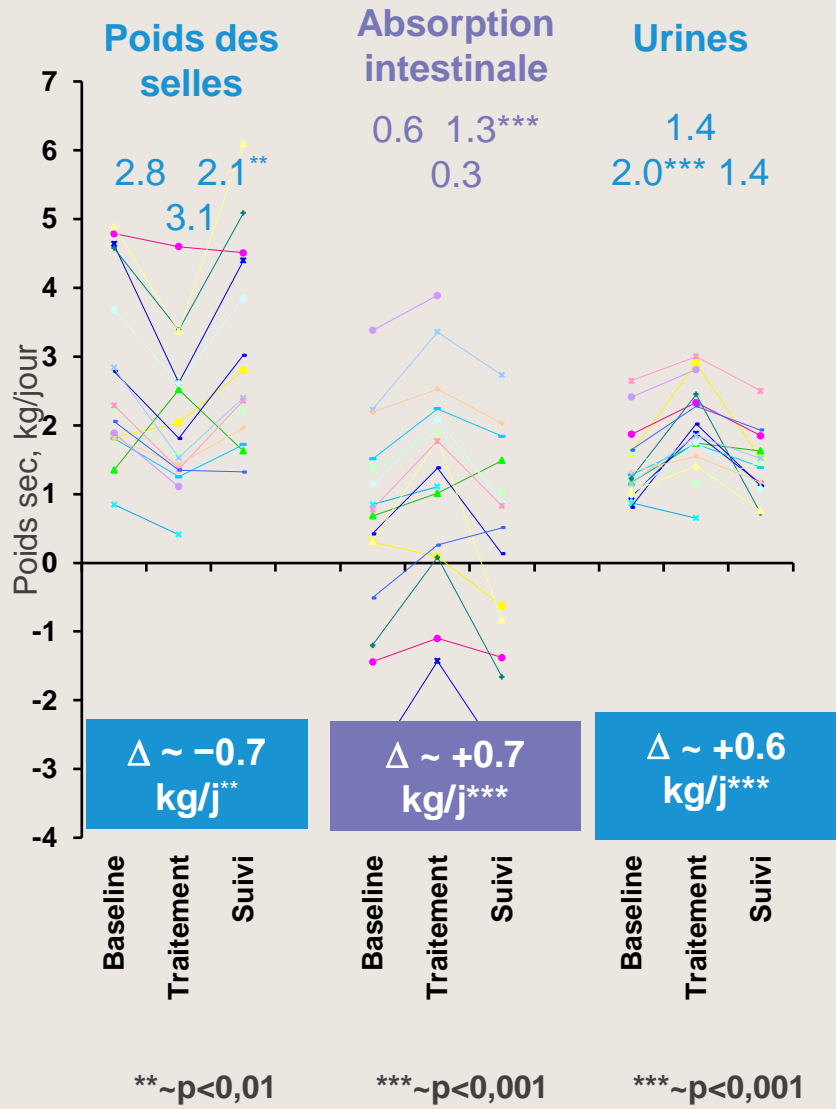 Poids des
selles
Absorption
intestinale
Urines
2.8 2.1**
3.1
0.6 1.3***
0.3
1.4
2.0*** 1.4
Poids sec, kg/jour
7
6
5
4
3
2
1
0
-1
-2
-3
-4
Δ ~ −0.7
kg/j**
Δ ~ +0.7
kg/j***
Δ ~ +0.6
kg/j***
Baseline
Traitement
Suivi
Baseline
Traitement
Suivi
Baseline
Traitement
Suivi
**~p<0,01
***~p<0,001
***~p<0,001